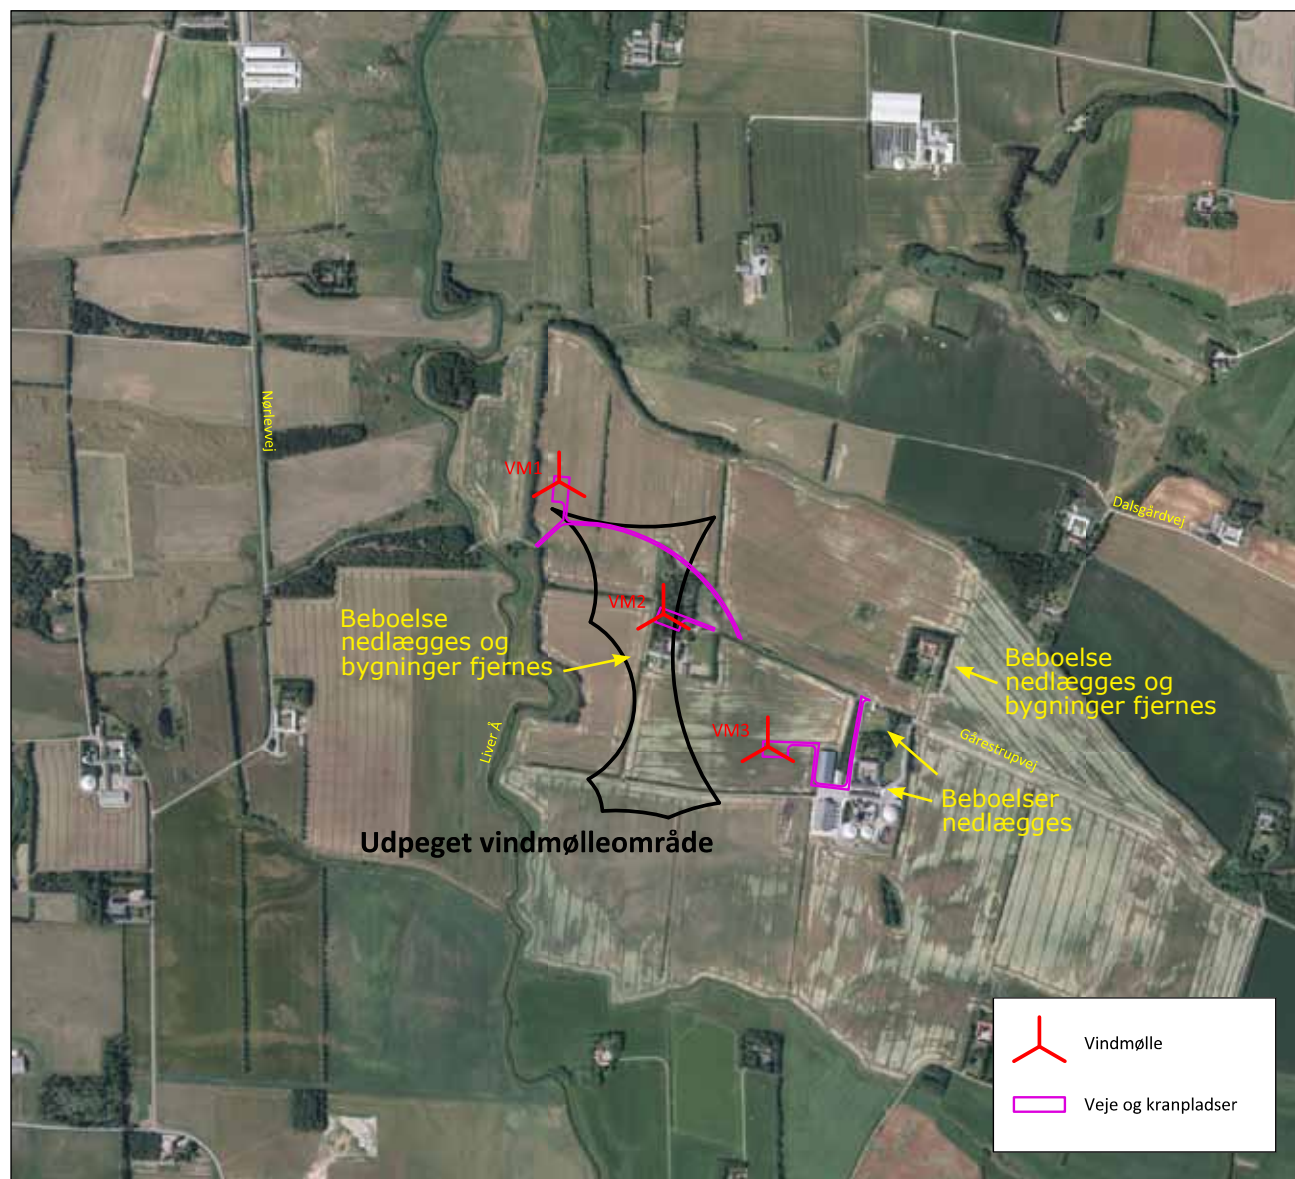 Nørlevvej
VM1
Dalsgårdvej
VM2
Beboelse
nedlægges og
bygninger fjernes
Beboelse
nedlægges og
bygninger fjernes
VM3
Liver Å
Gårestrupvej
Beboelser
nedlægges
Udpeget vindmølleområde
Vindmølle
Veje og kranpladser